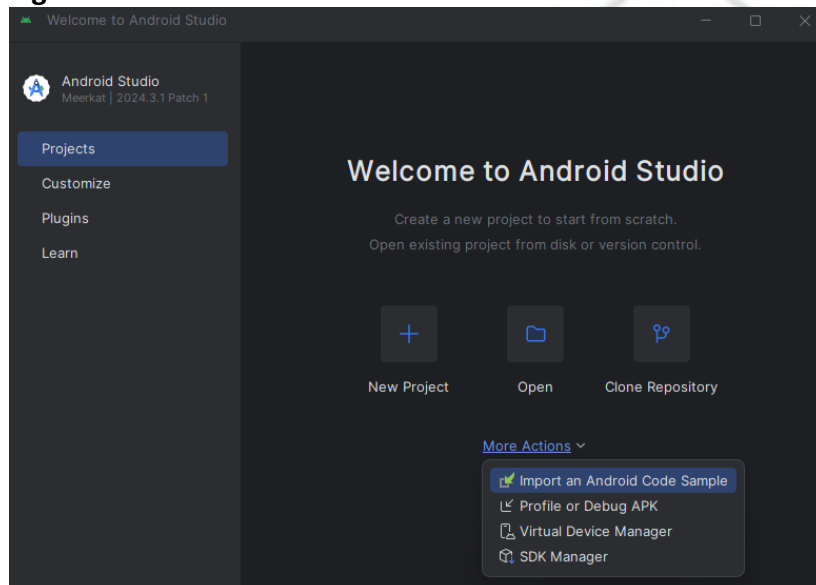 Welcome to Android Studio
Android Studio
Meerkat | 2024.3.1 Patch 1
Projects
Customize
Plugins
Learn
Welcome to Android Studio
Create a new project to start from scratch.
Open existing project from disk or version control.
New Project
Open
Clone Repository
More Actions
Import an Android Code Sample
Profile or Debug APK
Virtual Device Manager
SDK Manager